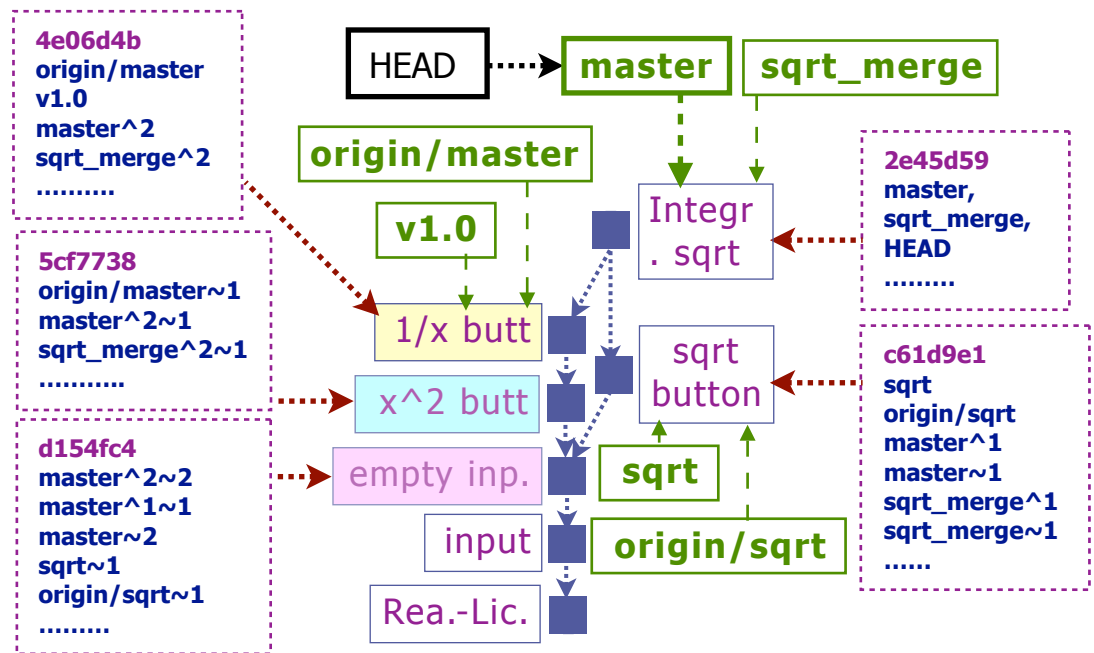 4e06d4b
origin/master
v1.0
master^2
sqrt_merge^2
..........
HEAD
master
sqrt_merge
origin/master
v1.0
Integr
. sqrt
2e45d59
master,
sqrt_merge,
HEAD
.........
5cf7738
origin/master~1
master^2~1
sqrt_merge^2~1
...........
1/x butt
x^2 butt
sqrt
button
c61d9e1
sqrt
origin/sqrt
master^1
master~1
sqrt_merge^1
sqrt_merge~1
......
d154fc4
master^2~2
master^1~1
master~2
sqrt~1
origin/sqrt~1
.........
empty inp.
sqrt
input
origin/sqrt
Rea.-Lic.